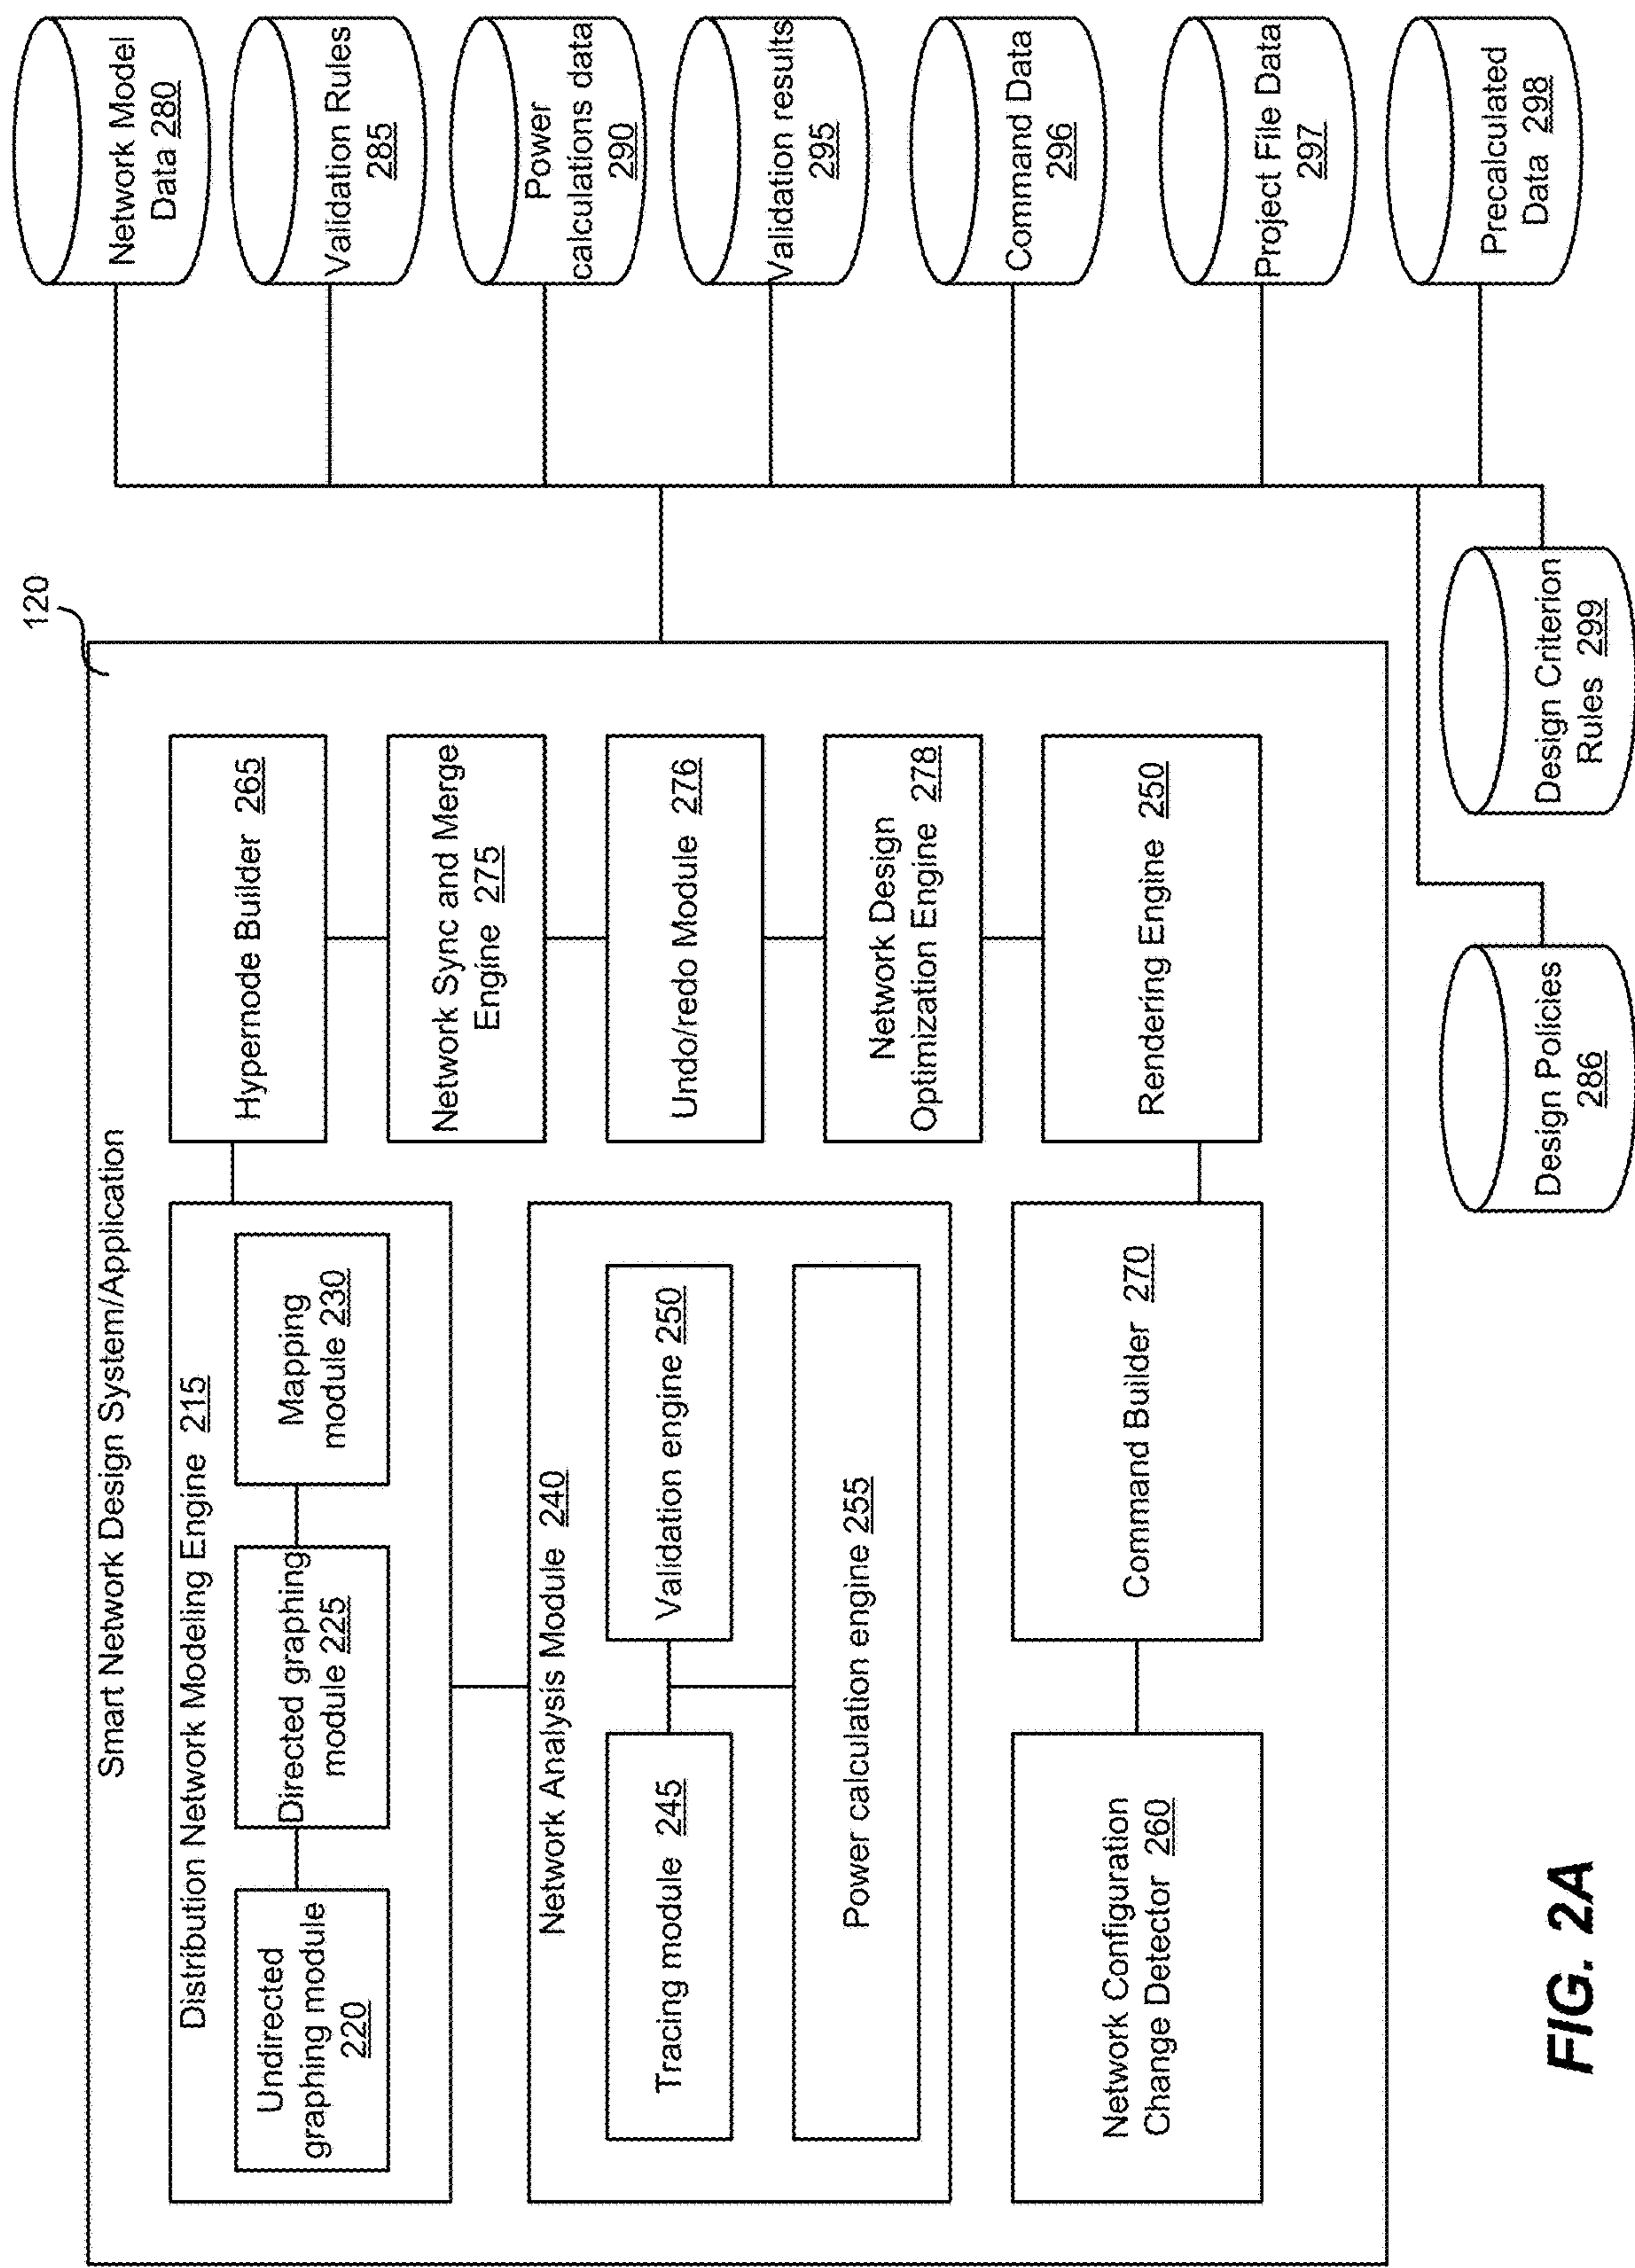 120
Smart Network Design System/Application
Distribution Network Modeling Engine 215
Undirected
graphing module
220
Directed graphing
module 225
Mapping
module 230
Network Analysis Module 240
Tracing module 245
Validation engine 250
Power calculation engine 255
Network Configuration
Change Detector 260
Command Builder 270
Hypernode Builder 265
Network Sync and Merge
Engine 275
Undo/redo Module 276
Network Design
Optimization Engine 278
Rendering Engine 250
Network Model
Data 280
Validation Rules
285
Power
calculations data
290
Validation results
295
Command Data
296
Project File Data
297
Precalculated
Data 298
Design Policies
286
Design Criterion
Rules 299
FIG. 2A